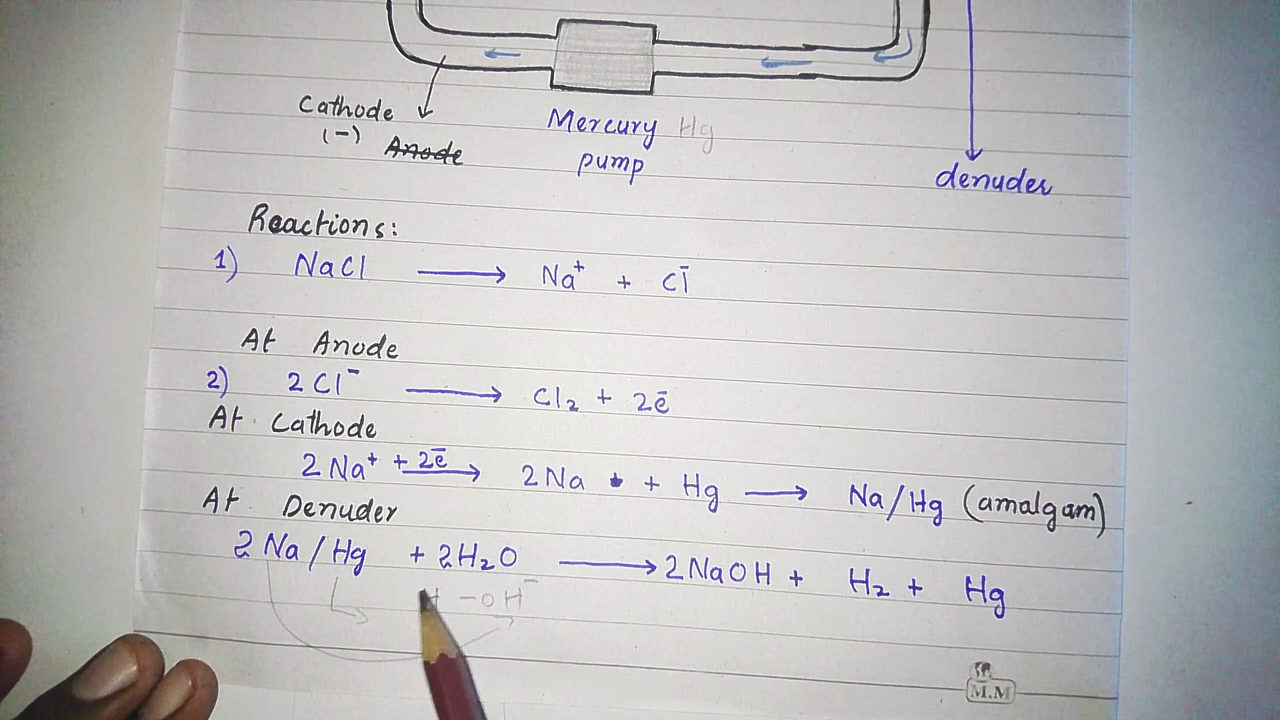 Cathode
(-) Anode
Mercury Hg
pump
denuder
Reactions:
1) NaCl ⟶ Na⁺ + Cl⁻
At Anode
2) 2Cl⁻ ⟶ Cl₂ + 2e⁻
At Cathode
2Na⁺ + 2e⁻ ⟶ 2Na + Hg ⟶ Na/Hg (amalgam)
At Denuder
2Na/Hg + 2H₂O ⟶ 2NaOH + H₂ + Hg
H -OH⁻
M.M